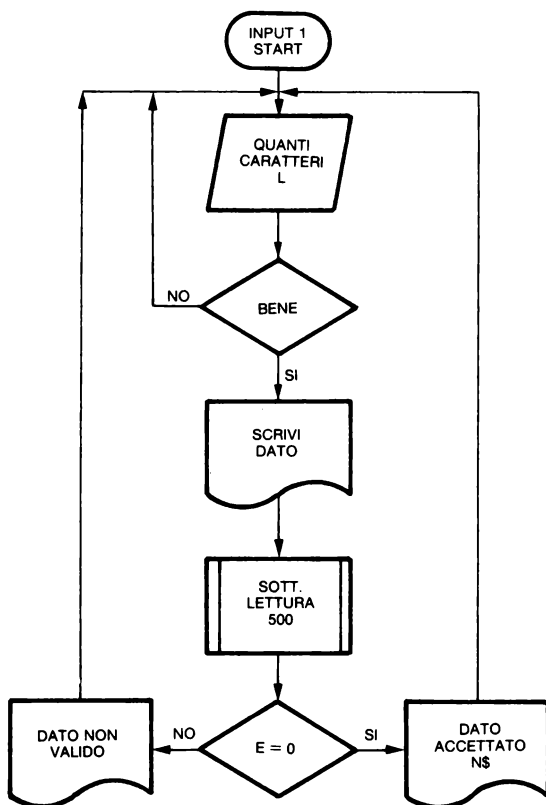 INPUT 1
START
QUANTI
CARATTERI
L
NO
BENE
SI
SCRIVI
DATO
SOTT.
LETTURA
500
DATO NON
VALIDO
NO
E = 0
SI
DATO
ACCETTATO
N$